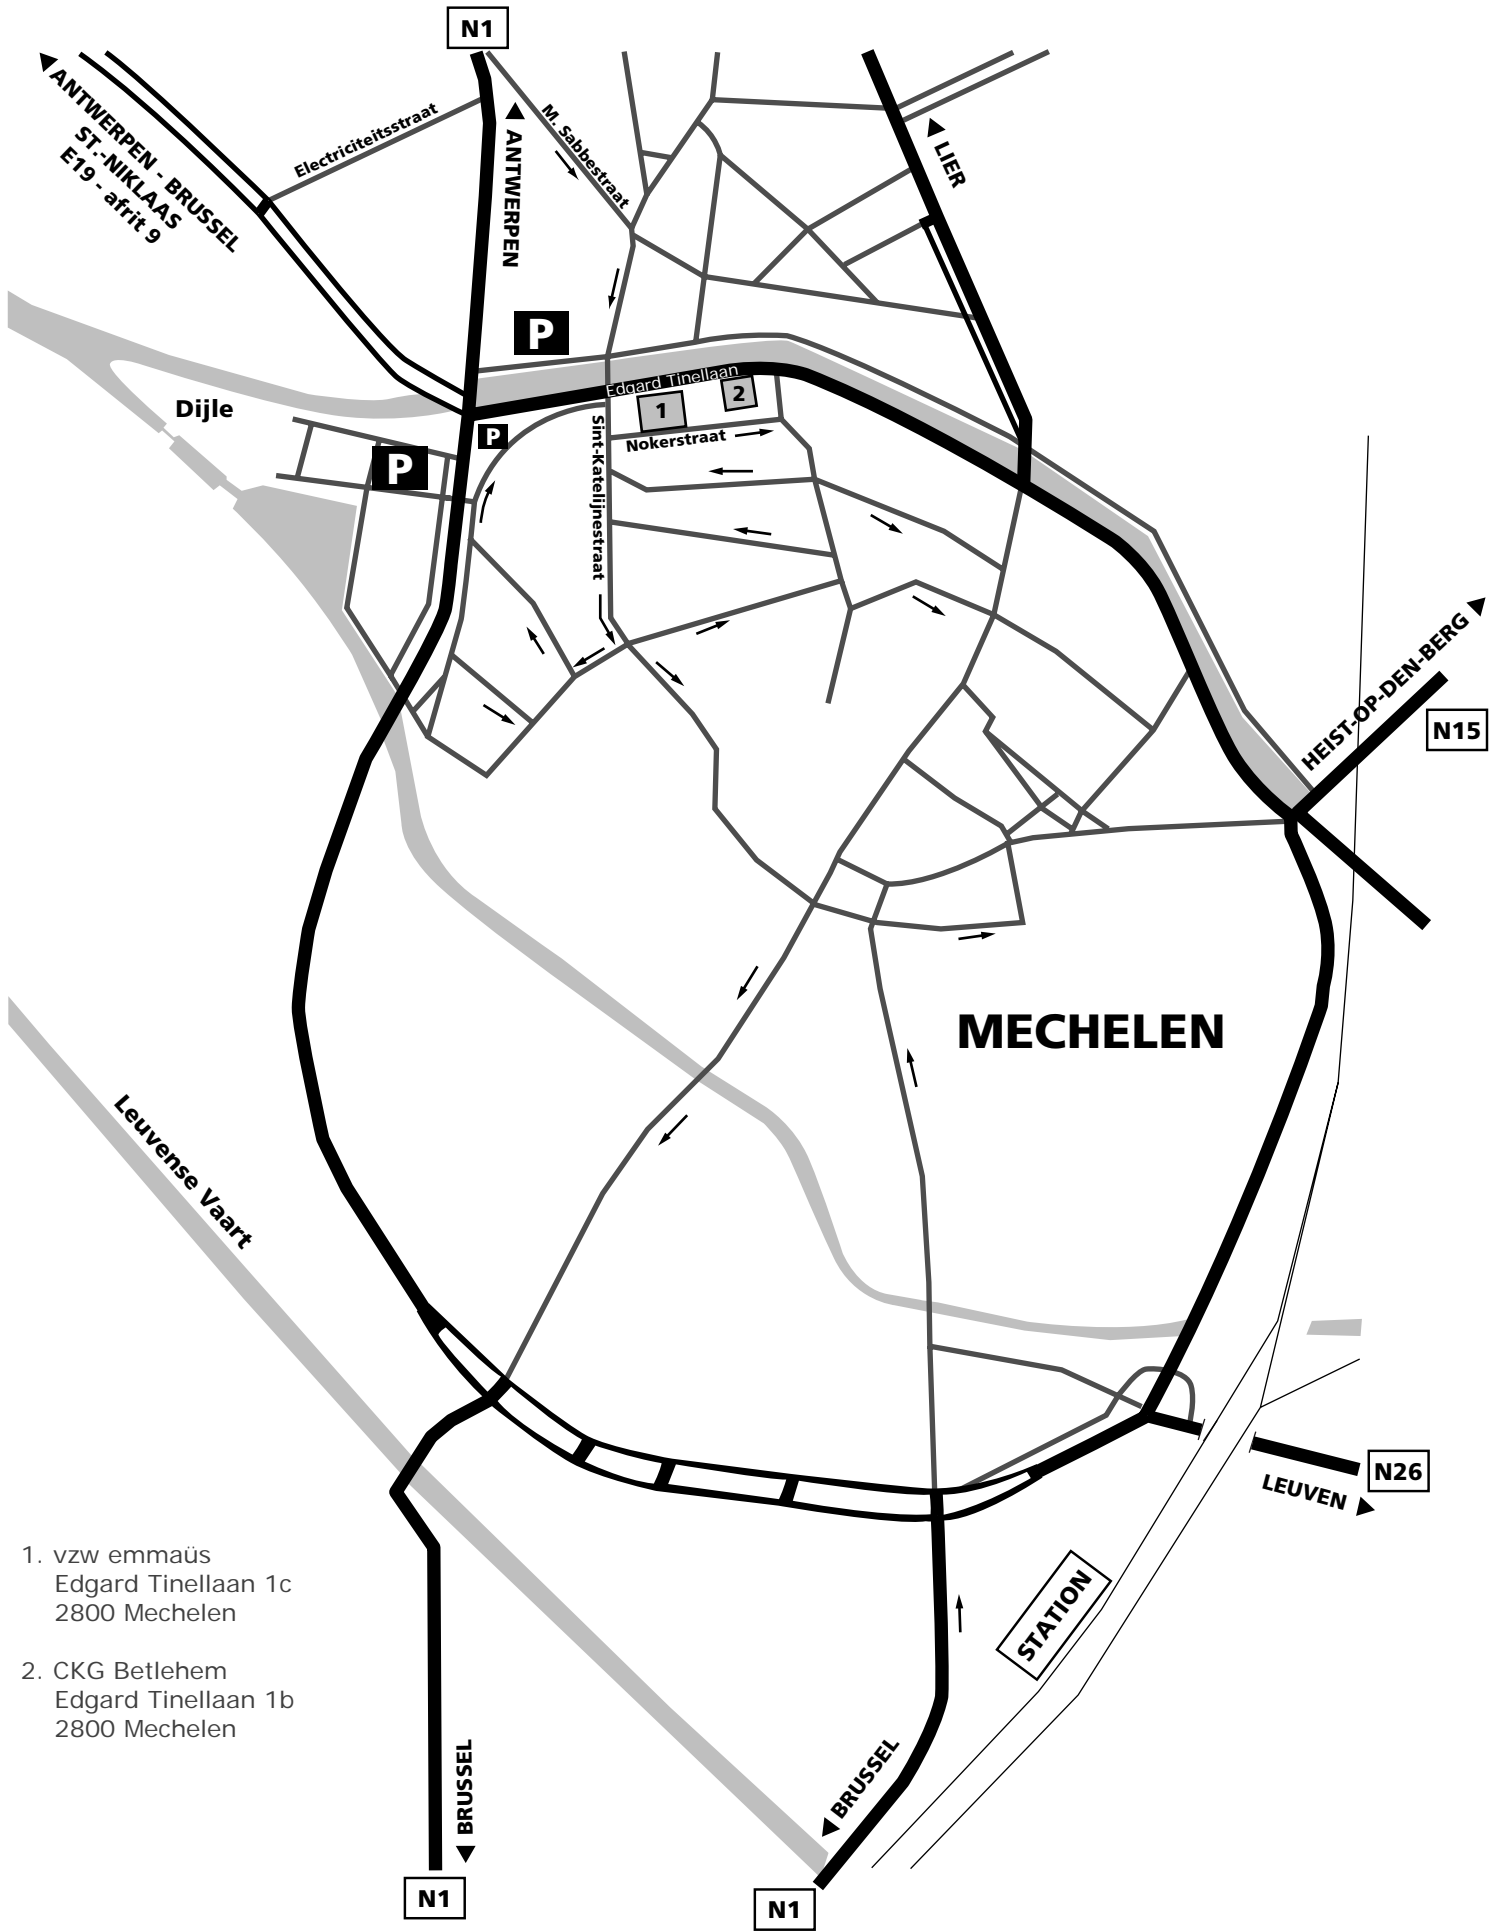 N1
ANTWERPEN - BRUSSEL
ST.-NIKLAAS
E19 - afrit 9
Electriciteitsstraat
ANTWERPEN
M. Sabbestraat
LIER
P
Dijle
P
P
Edgard Tinellaan
1
2
Nokerstraat
Sint-Katelijnestraat
HEIST-OP-DEN-BERG
N15
MECHELEN
Leuvense Vaart
N26
LEUVEN
STATION
1. vzw emmaüs
Edgard Tinellaan 1c
2800 Mechelen
2. CKG Betlehem
Edgard Tinellaan 1b
2800 Mechelen
BRUSSEL
N1
BRUSSEL
N1